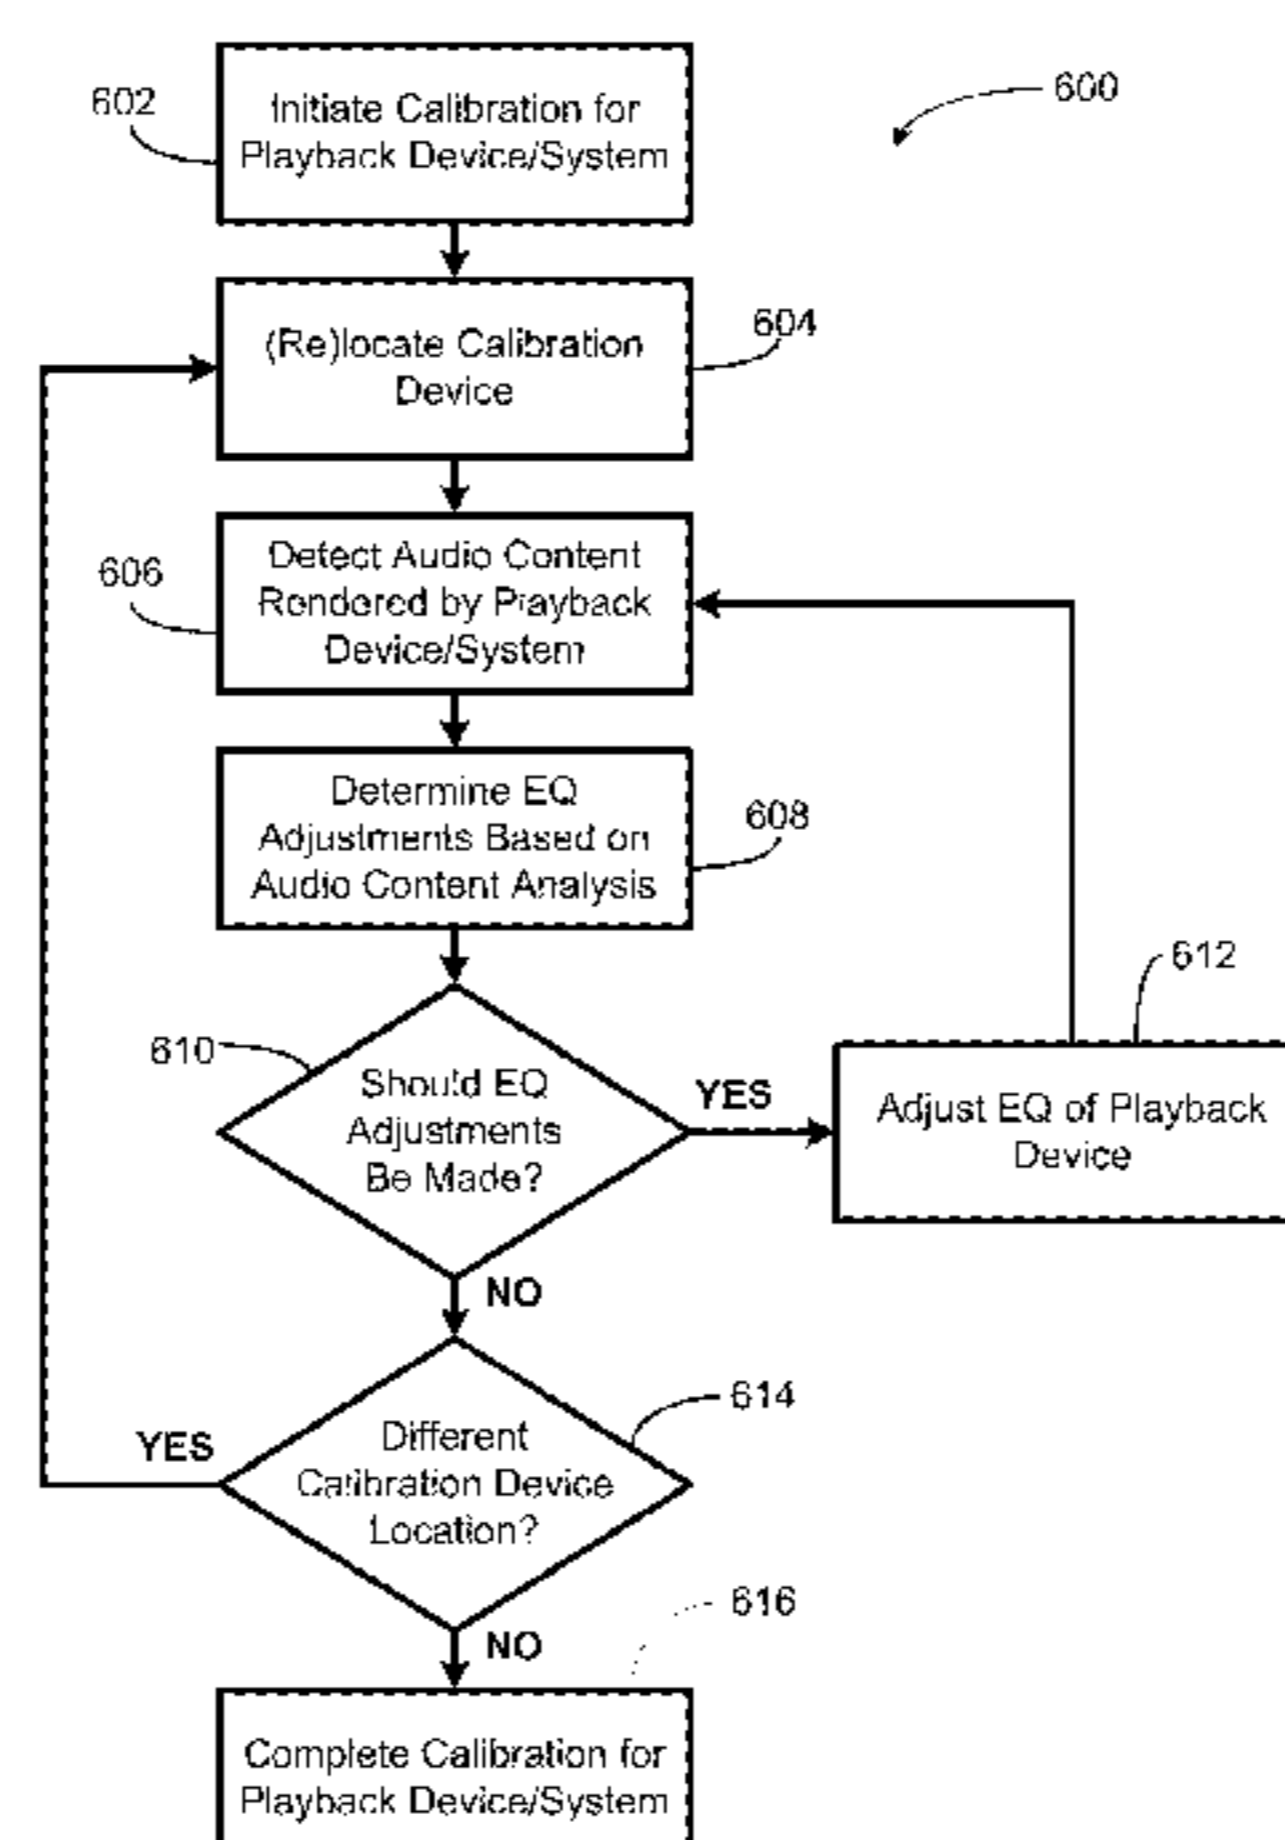 600
602
Initiate Calibration for
Playback Device/System
604
(Re)locate Calibration
Device
606
Detect Audio Content
Rendered by Playback
Device/System
608
Determine EQ
Adjustments Based on
Audio Content Analysis
610
Should EQ
Adjustments
Be Made?
YES
612
Adjust EQ of Playback
Device
NO
614
Different
Calibration Device
Location?
YES
NO
616
Complete Calibration for
Playback Device/System